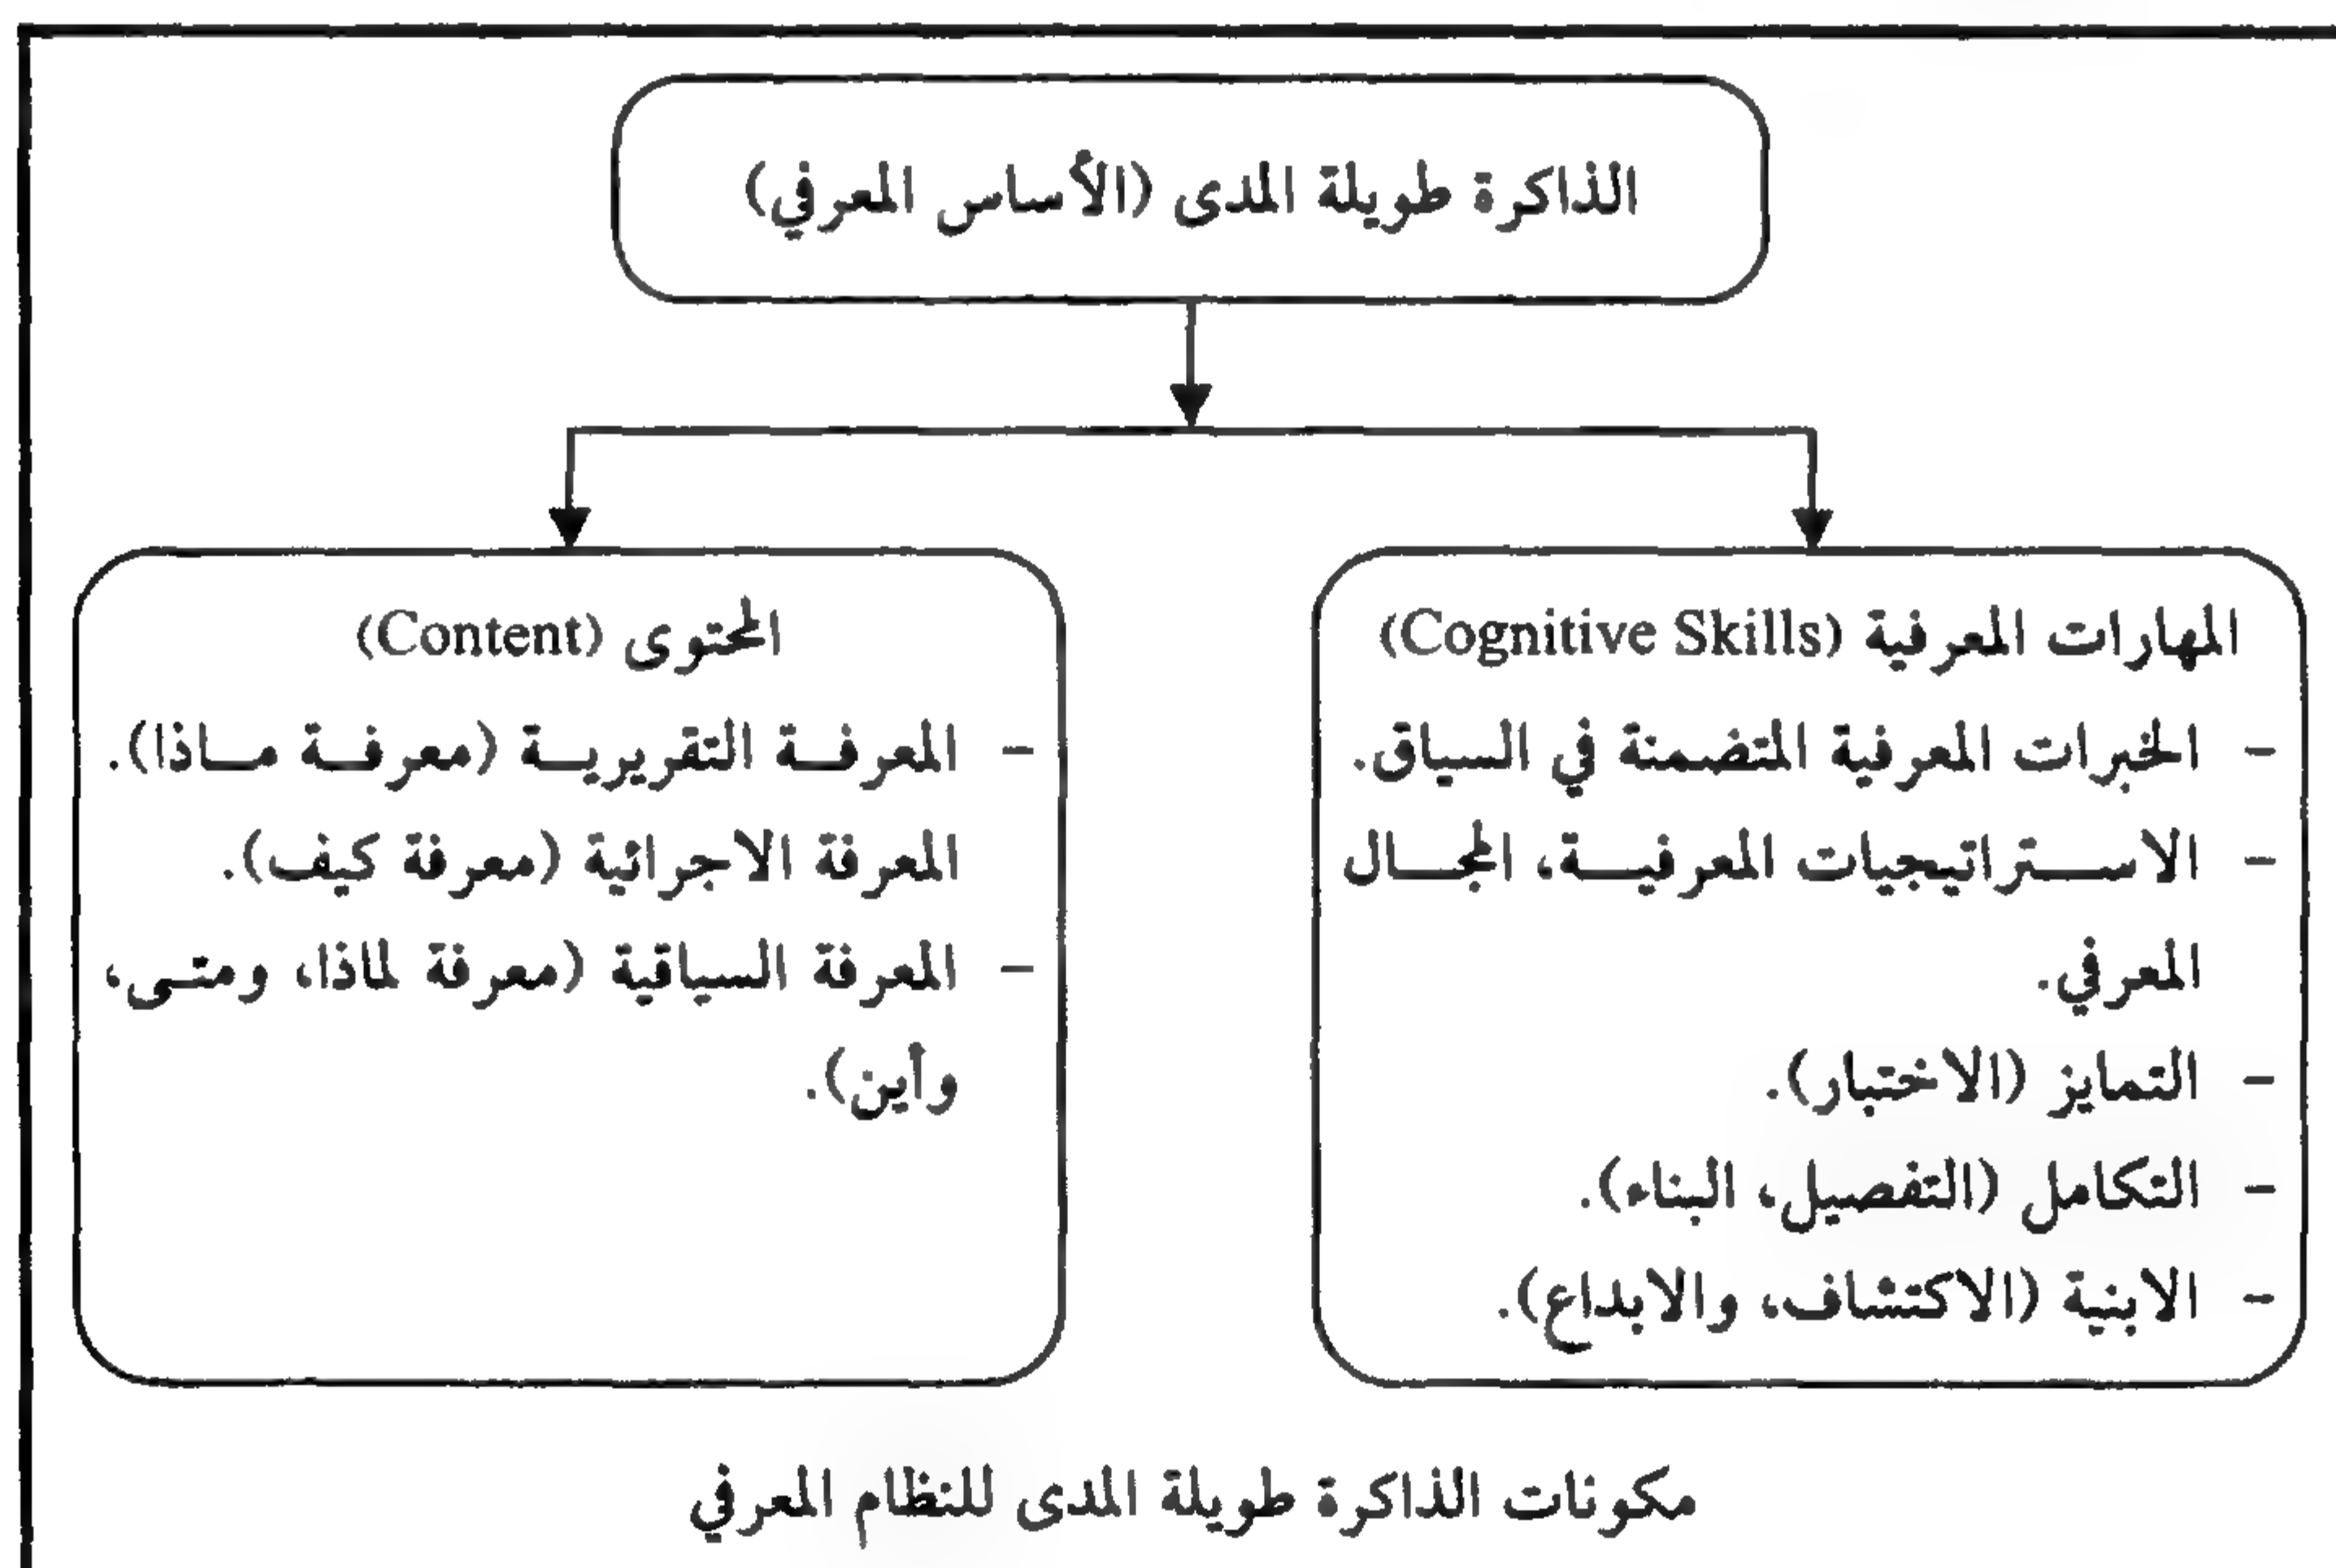 الذاكرة طويلة المدى (الأساس المعرفي)
المهارات المعرفية (Cognitive Skills)
- الخبرات المعرفية المتضمنة في السياق.
- الاستراتيجيات المعرفية، المجال
المعرفي.
- التمايز (الاختبار).
- التكامل (التفصيل، البناء).
- الابنية (الاكتشاف، والابداع).
المحتوى (Content)
- المعرفة التقريرية (معرفة ماذا).
المعرفة الاجرائية (معرفة كيف).
- المعرفة السياقية (معرفة لماذا، ومتى،
وأين).
مكونات الذاكرة طويلة المدى للنظام المعرفي